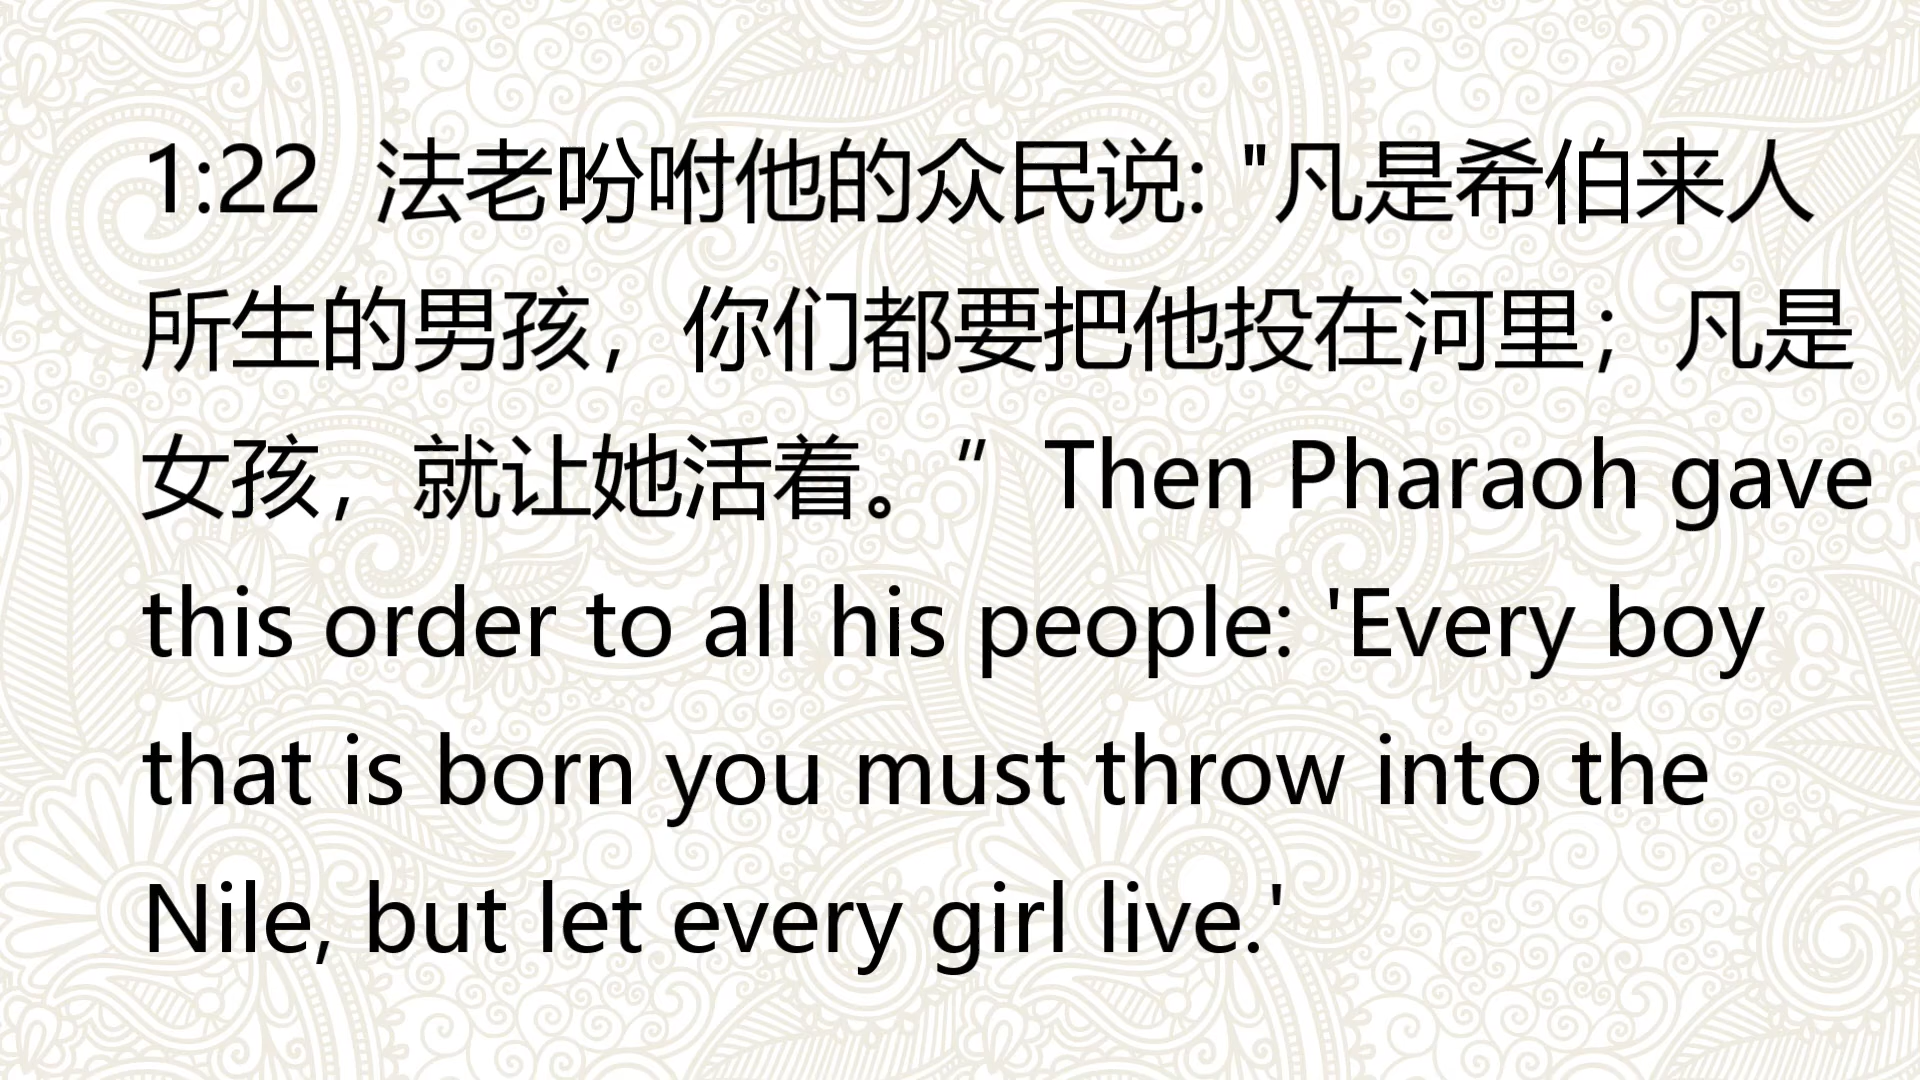 1:22 法老吩咐他的众民说: "凡是希伯来人
所生的男孩，你们都要把他投在河里；凡是
女孩，就让她活着。” Then Pharaoh gave
this order to all his people: 'Every boy
that is born you must throw into the
Nile, but let every girl live.'